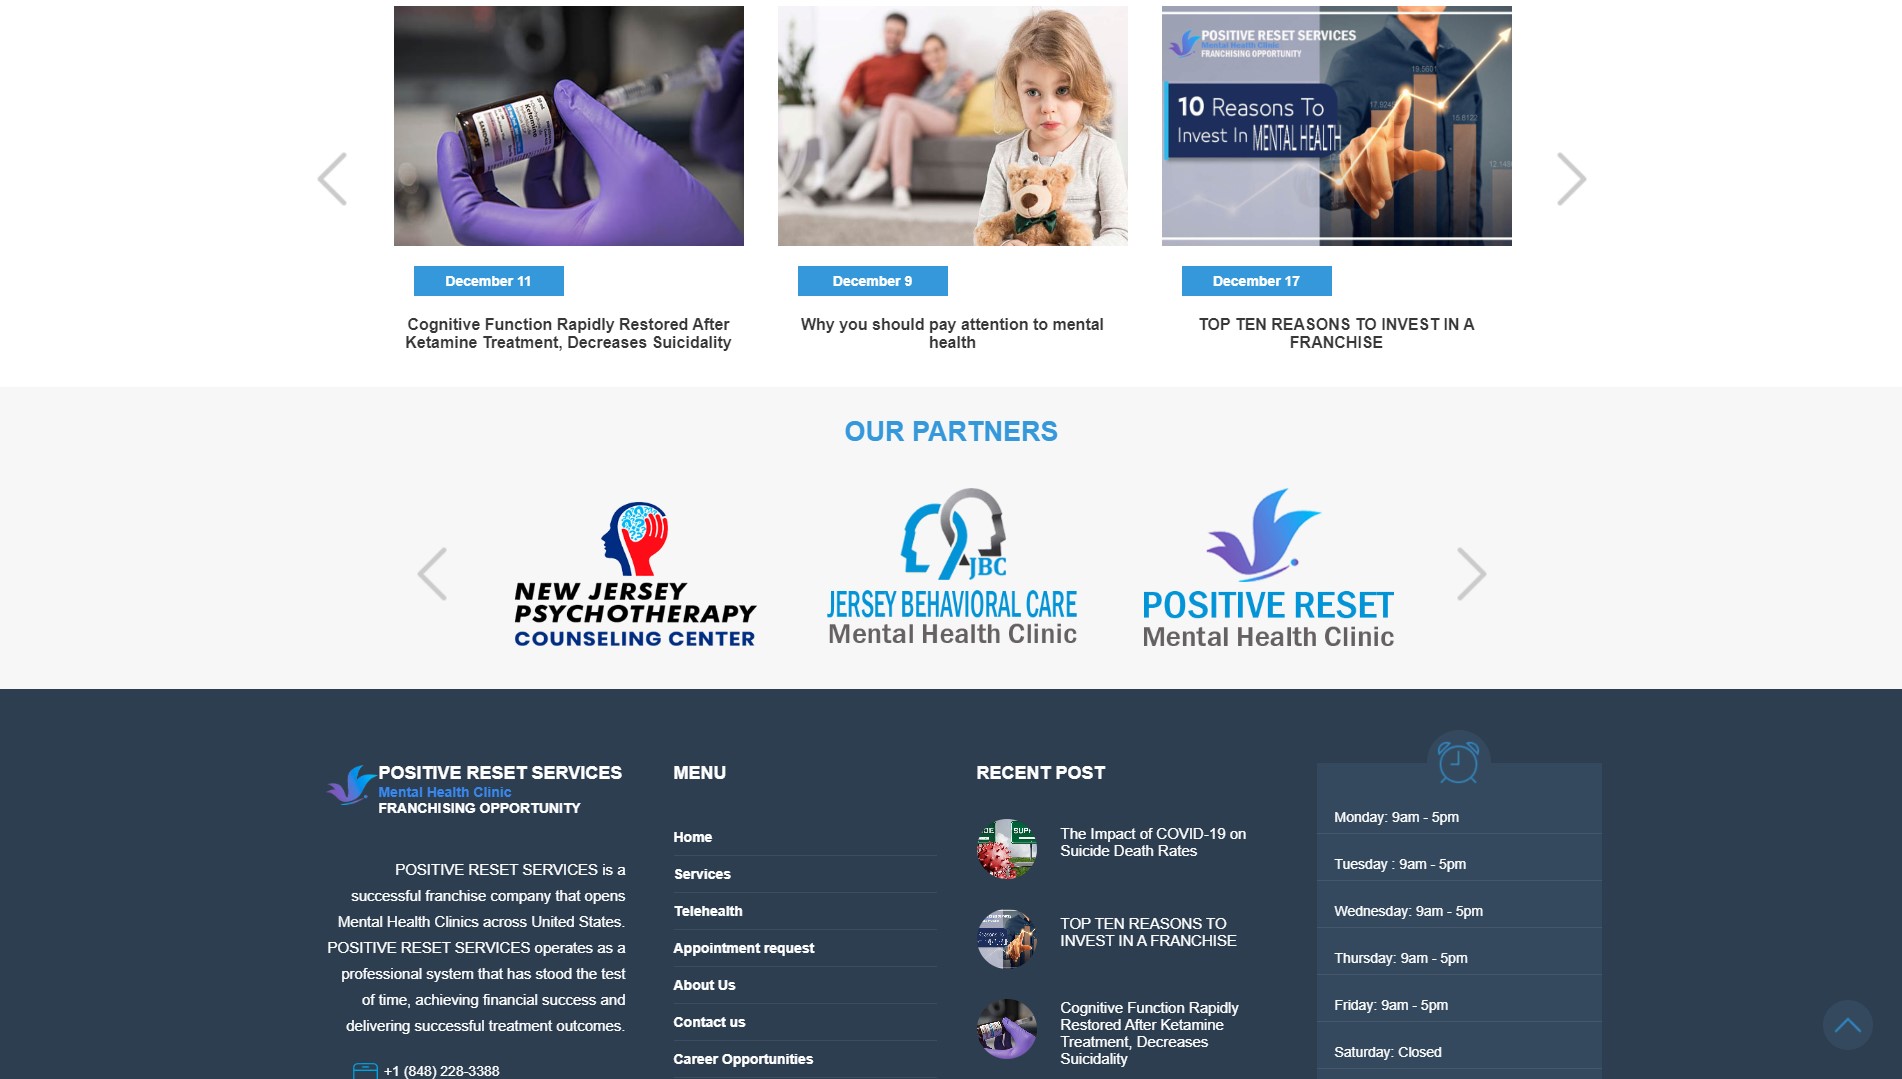 Ketamine
SANDOZ
POSITIVE RESET SERVICES
Mental Health Clinic
FRANCHISING OPPORTUNITY
10 Reasons To
Invest In MENTAL HEALTH
19.5601
17.9245
15.8122
December 11
December 9
December 17
Cognitive Function Rapidly Restored After
Ketamine Treatment, Decreases Suicidality
Why you should pay attention to mental
health
TOP TEN REASONS TO INVEST IN A
FRANCHISE
OUR PARTNERS
NEW JERSEY
PSYCHOTHERAPY
COUNSELING CENTER
JBC
JERSEY BEHAVIORAL CARE
Mental Health Clinic
POSITIVE RESET
Mental Health Clinic
POSITIVE RESET SERVICES
Mental Health Clinic
FRANCHISING OPPORTUNITY
POSITIVE RESET SERVICES is a
successful franchise company that opens
Mental Health Clinics across United States.
POSITIVE RESET SERVICES operates as a
professional system that has stood the test
of time, achieving financial success and
delivering successful treatment outcomes.
+1 (848) 228-3388
MENU
Home
Services
Telehealth
Appointment request
About Us
Contact us
Career Opportunities
RECENT POST
The Impact of COVID-19 on
Suicide Death Rates
TOP TEN REASONS TO
INVEST IN A FRANCHISE
Cognitive Function Rapidly
Restored After Ketamine
Treatment, Decreases
Suicidality
Monday: 9am - 5pm
Tuesday : 9am - 5pm
Wednesday: 9am - 5pm
Thursday: 9am - 5pm
Friday: 9am - 5pm
Saturday: Closed